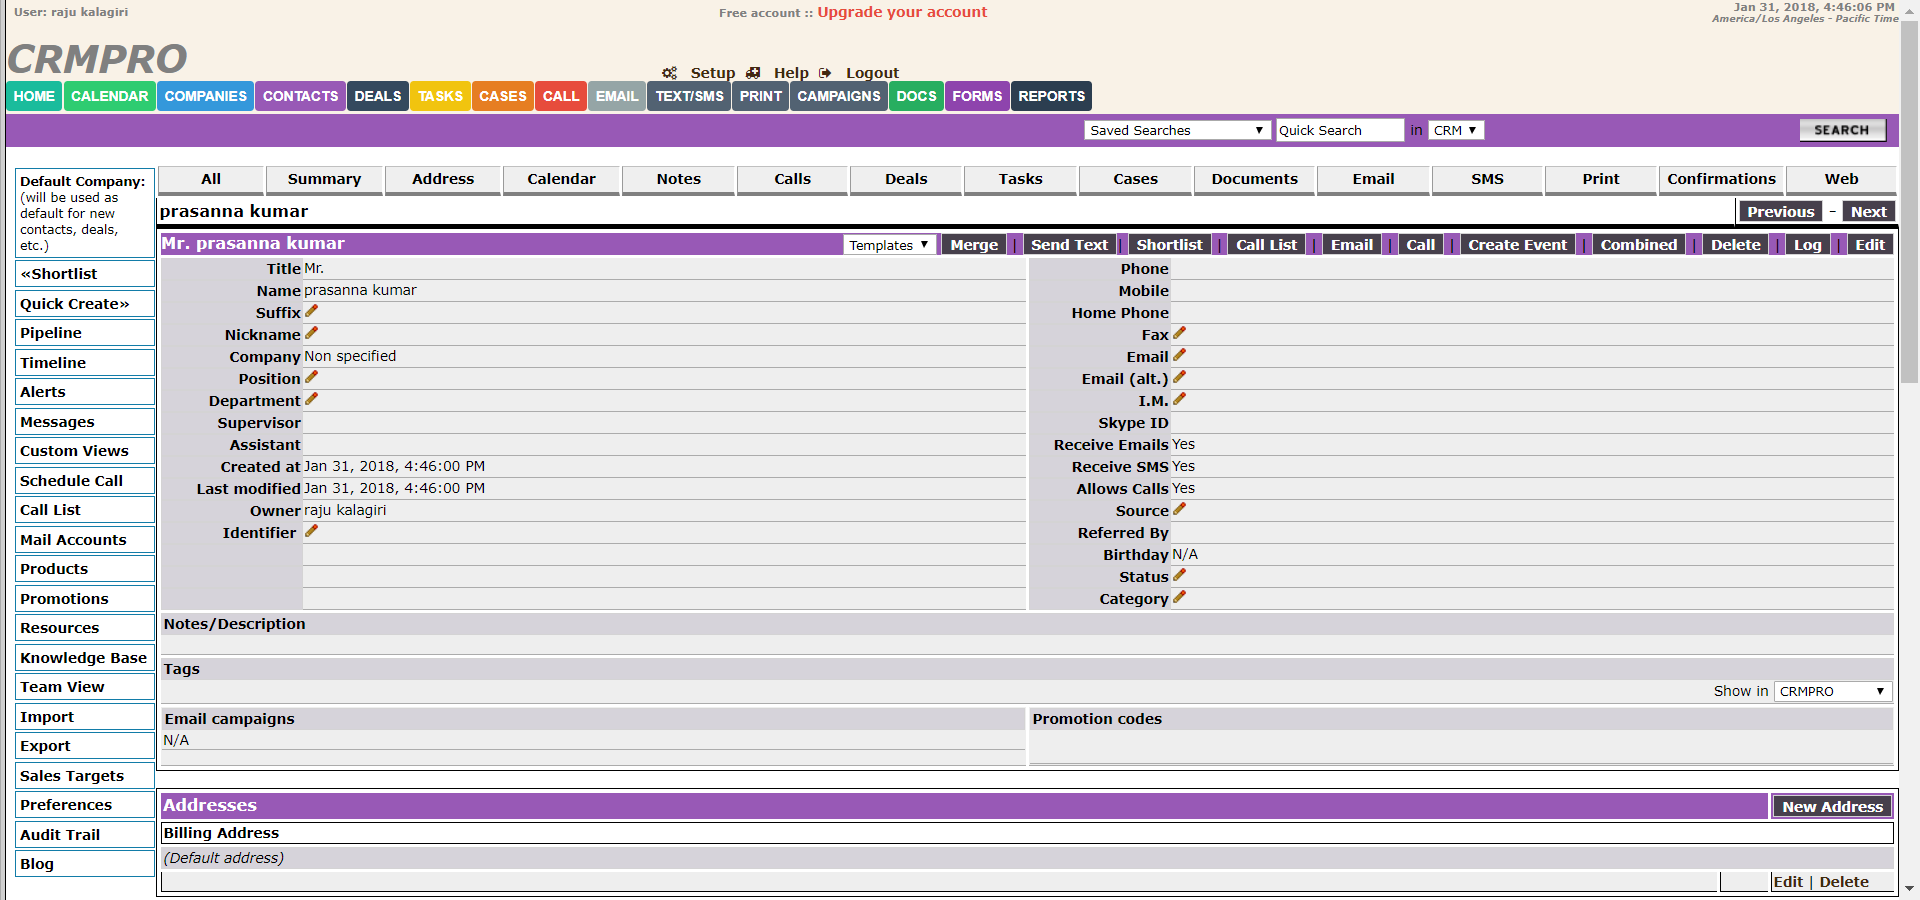 User: raju kalagiri
Free account :: Upgrade your account
Jan 31, 2018, 4:46:06 PM
America/Los Angeles - Pacific Time
CRMPRO
Setup Help Logout
HOME CALENDAR COMPANIES CONTACTS DEALS TASKS CASES CALL EMAIL TEXT/SMS PRINT CAMPAIGNS DOCS FORMS REPORTS
Saved Searches Quick Search in CRM SEARCH
Default Company:
(will be used as
default for new
contacts, deals,
etc.)
«Shortlist
Quick Create»
Pipeline
Timeline
Alerts
Messages
Custom Views
Schedule Call
Call List
Mail Accounts
Products
Promotions
Resources
Knowledge Base
Team View
Import
Export
Sales Targets
Preferences
Audit Trail
Blog
All Summary Address Calendar Notes Calls Deals Tasks Cases Documents Email SMS Print Confirmations Web
prasanna kumar Previous - Next
Mr. prasanna kumar Templates Merge | Send Text | Shortlist | Call List | Email | Call | Create Event | Combined | Delete | Log | Edit
Title Mr.
Name prasanna kumar
Suffix
Nickname
Company Non specified
Position
Department
Supervisor
Assistant
Created at Jan 31, 2018, 4:46:00 PM
Last modified Jan 31, 2018, 4:46:00 PM
Owner raju kalagiri
Identifier
Phone
Mobile
Home Phone
Fax
Email
Email (alt.)
I.M.
Skype ID
Receive Emails Yes
Receive SMS Yes
Allows Calls Yes
Source
Referred By
Birthday N/A
Status
Category
Notes/Description
Tags
Show in CRMPRO
Email campaigns
N/A
Promotion codes
Addresses New Address
Billing Address
(Default address)
Edit | Delete